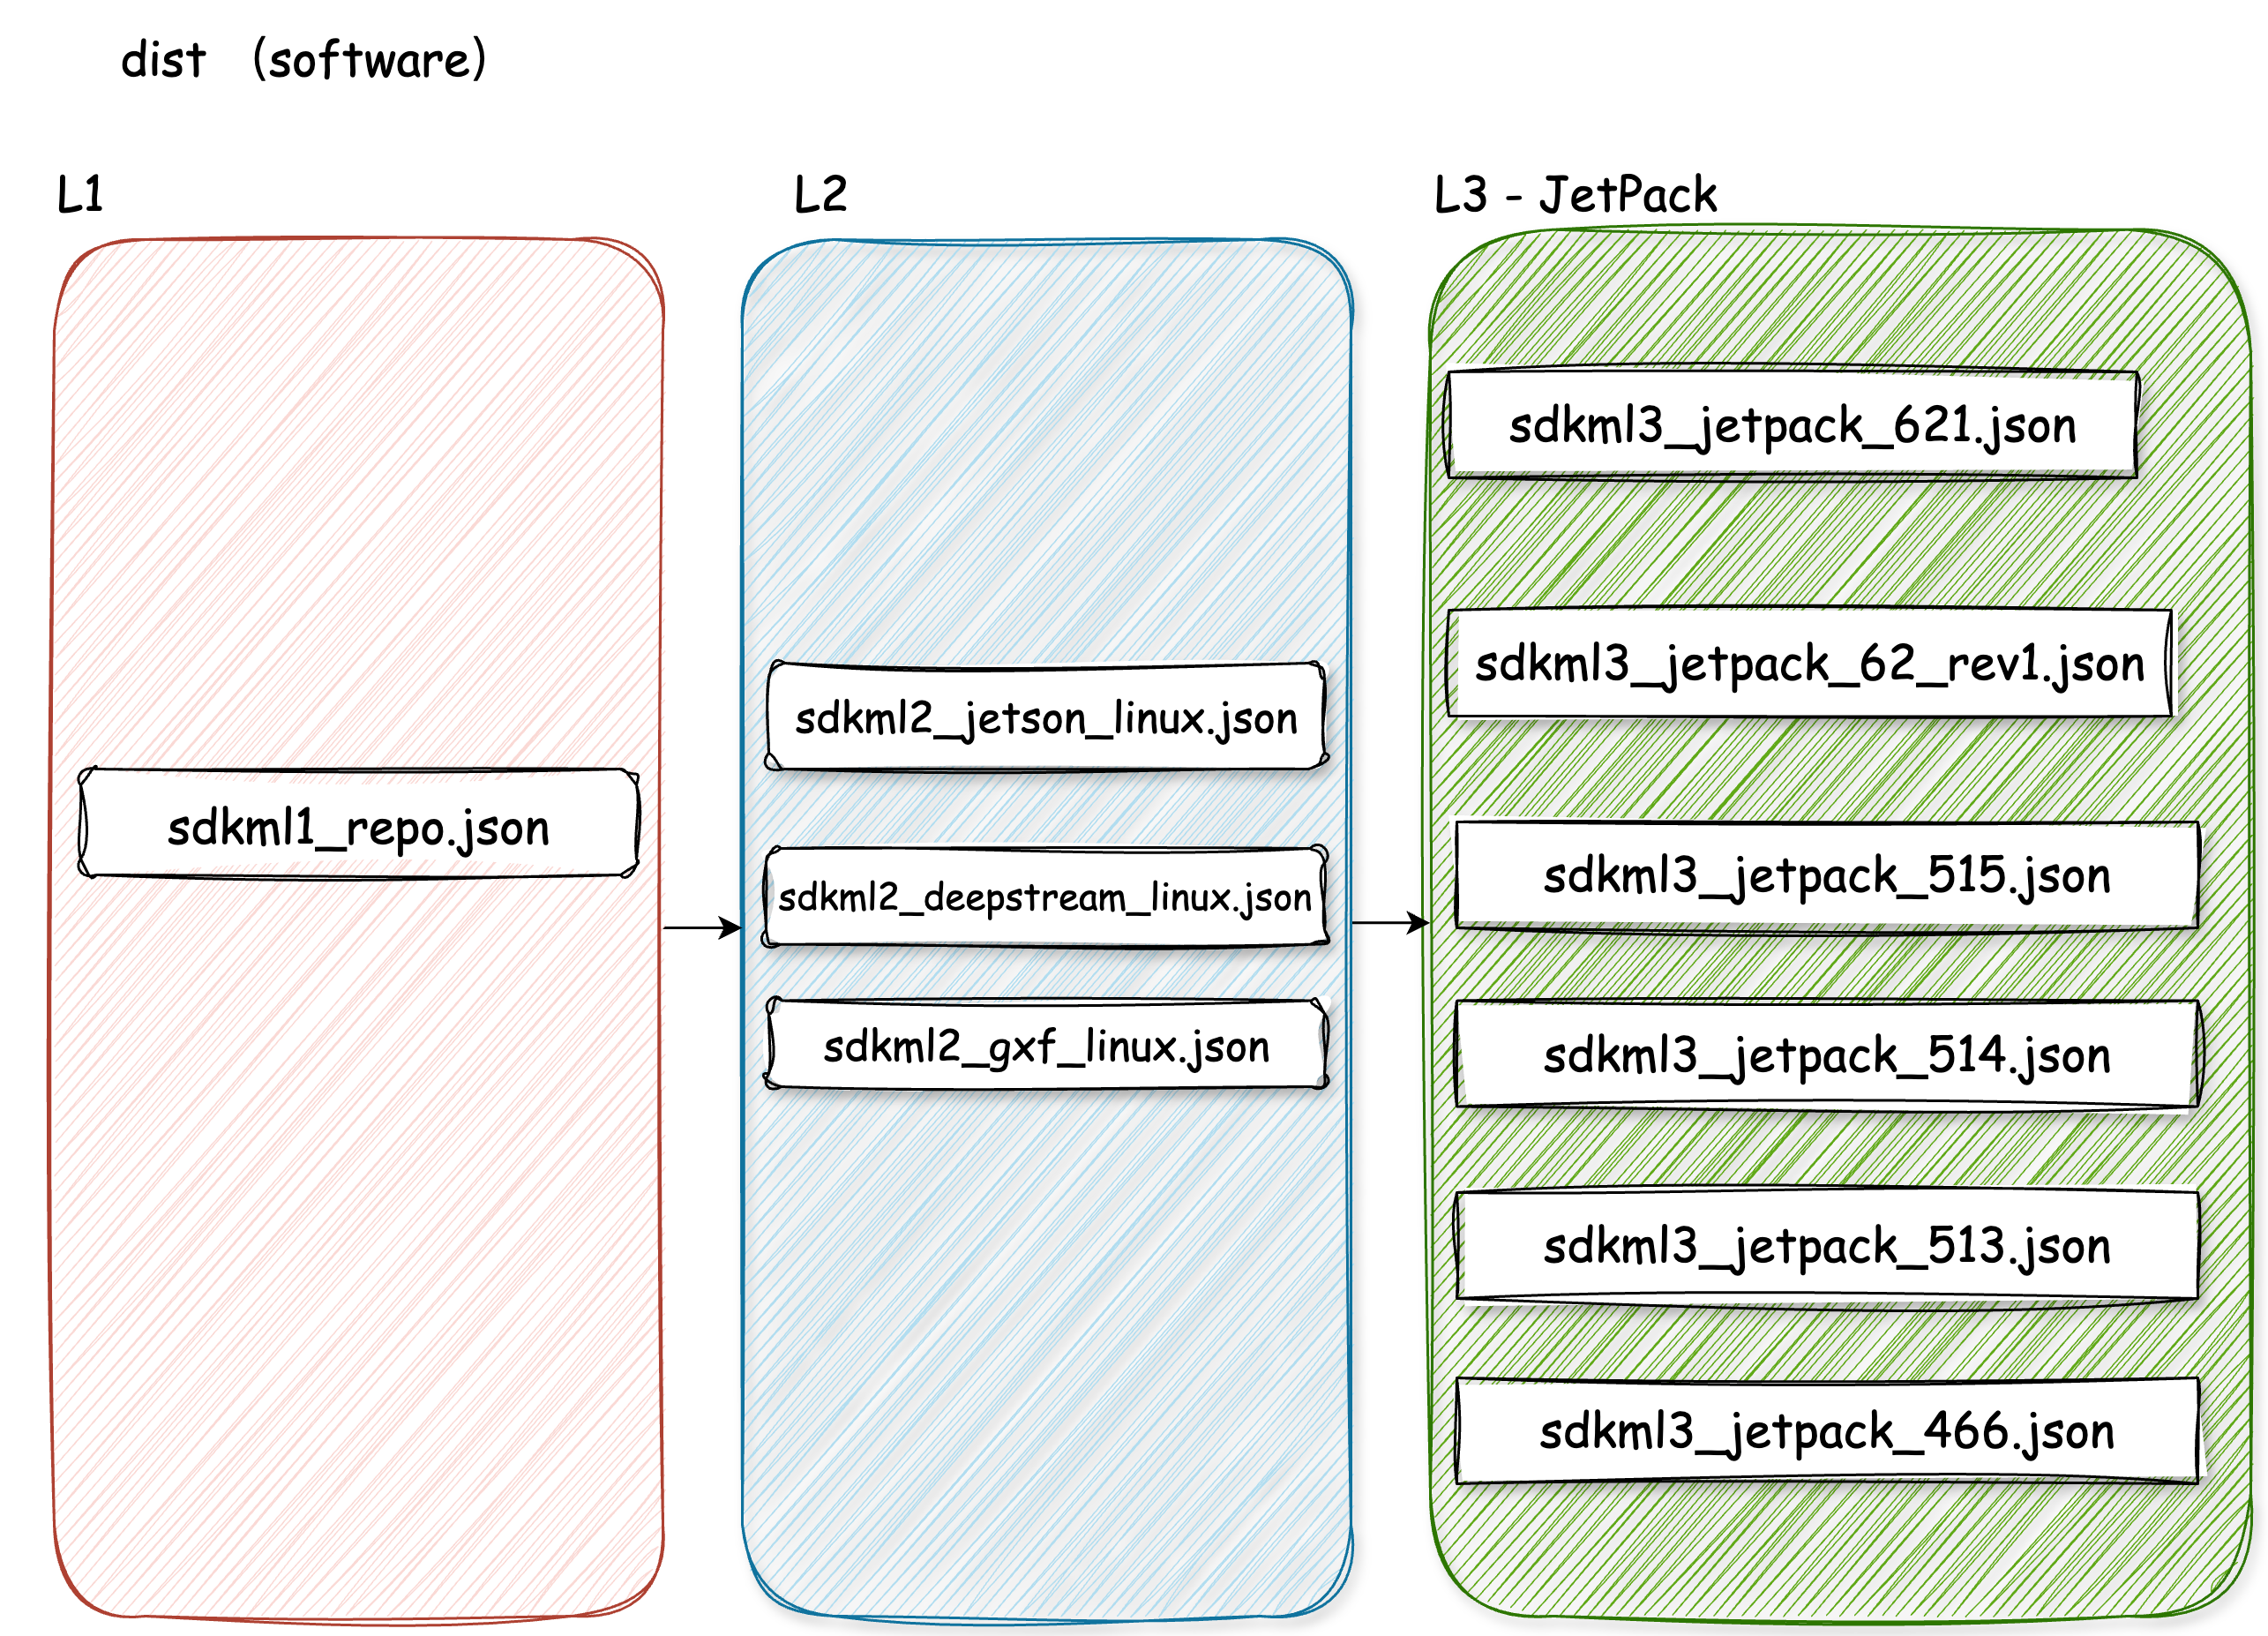 dist (software)
L1
L2
L3 - JetPack
sdkml1_repo.json
sdkml2_jetson_linux.json
sdkml2_deepstream_linux.json
sdkml2_gxf_linux.json
sdkml3_jetpack_621.json
sdkml3_jetpack_62_rev1.json
sdkml3_jetpack_515.json
sdkml3_jetpack_514.json
sdkml3_jetpack_513.json
sdkml3_jetpack_466.json